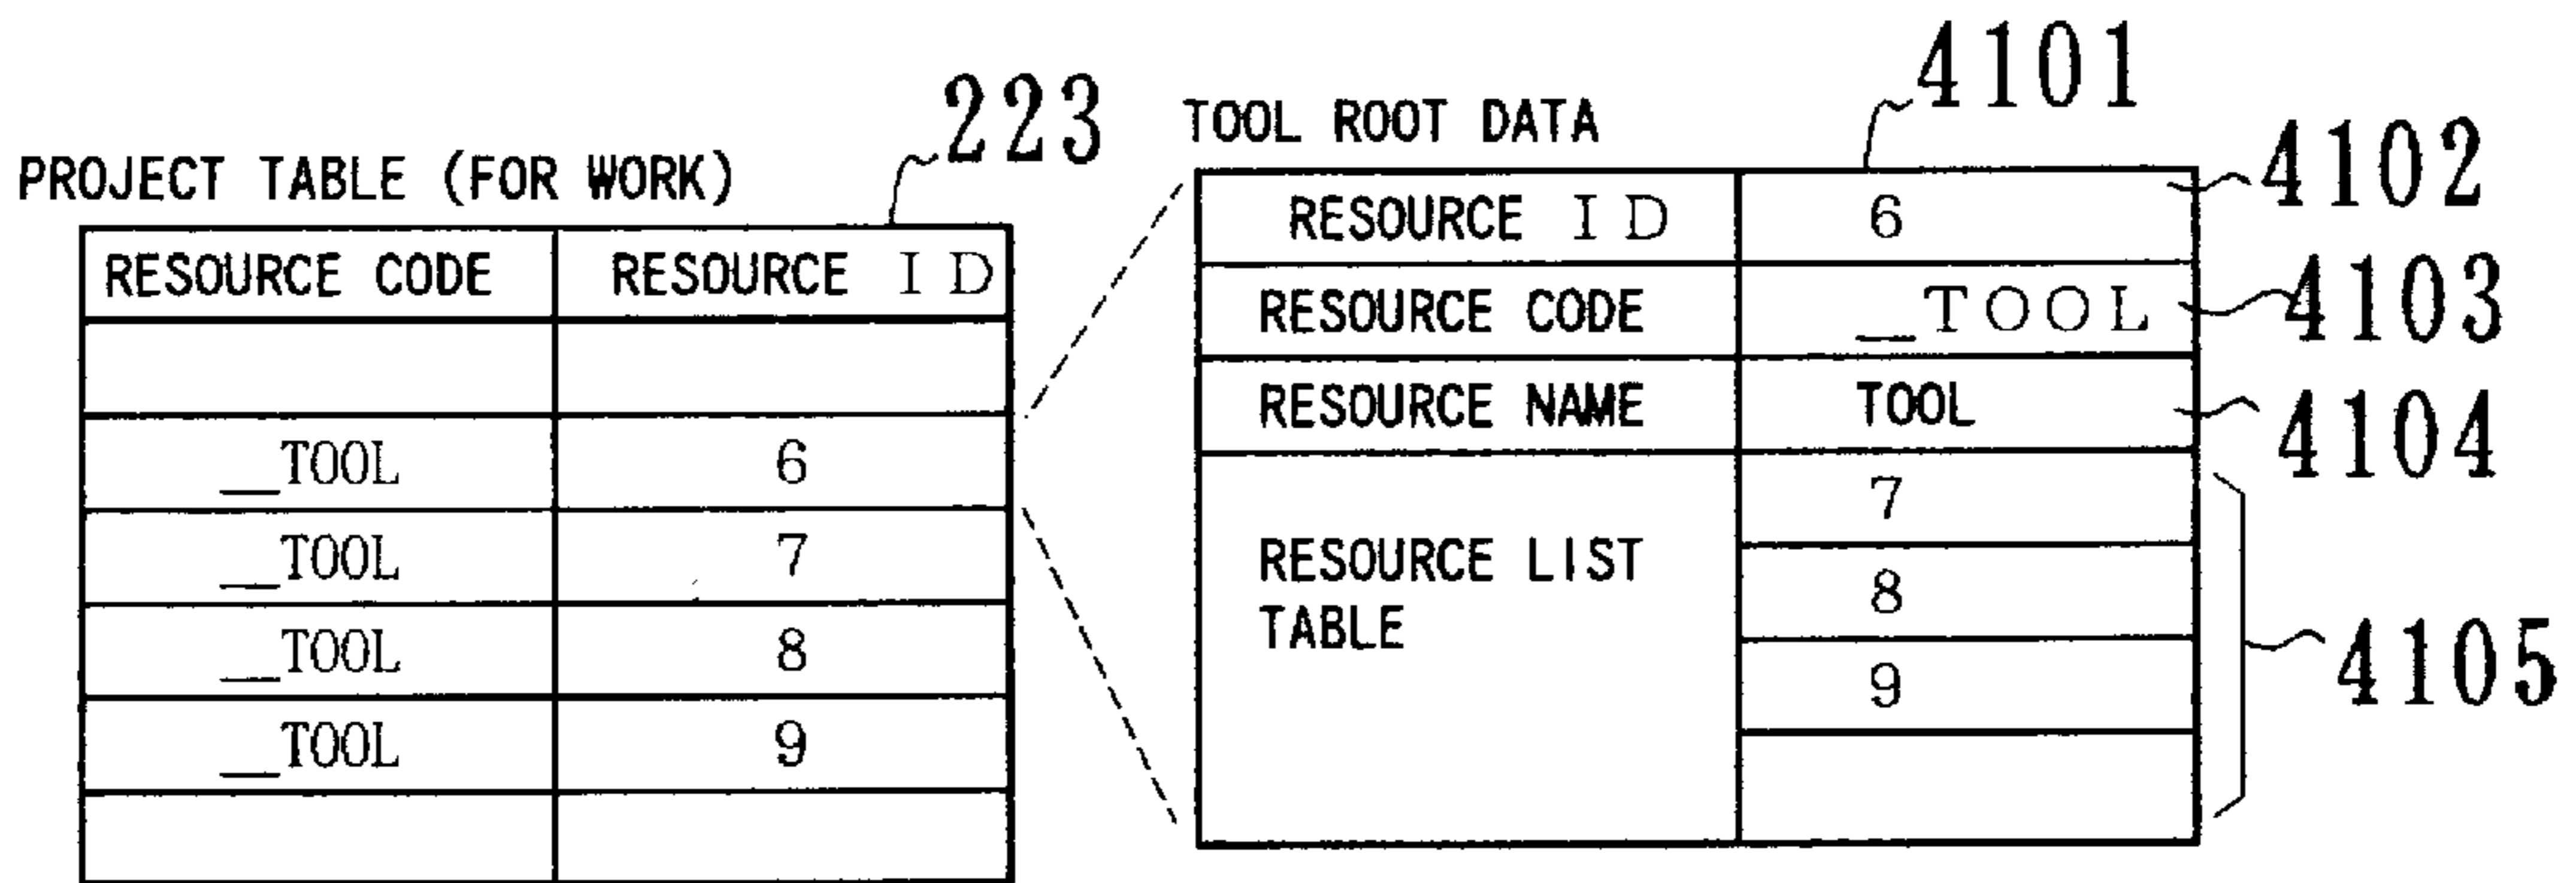 PROJECT TABLE (FOR WORK)
223
RESOURCE CODE RESOURCE ID
__TOOL 6
__TOOL 7
__TOOL 8
__TOOL 9
TOOL ROOT DATA
4101
RESOURCE ID 6 4102
RESOURCE CODE __TOOL 4103
RESOURCE NAME TOOL 4104
RESOURCE LIST
TABLE
7
8
9
4105